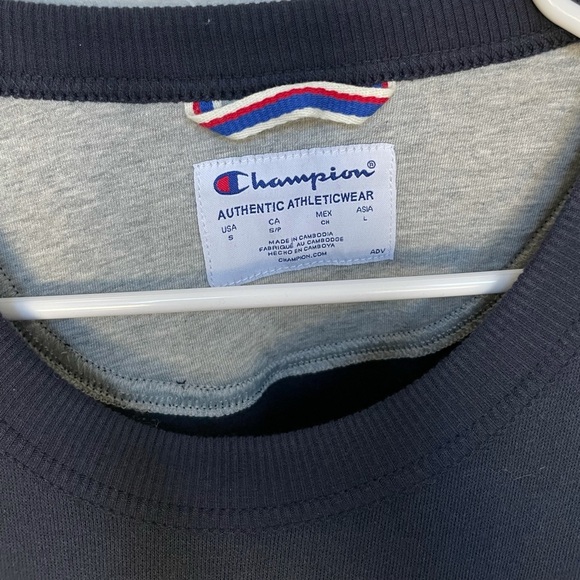 Champion®
AUTHENTIC ATHLETICWEAR
USA CA MEX ASIA
S S/P CH L
MADE IN CAMBODIA
FABRIQUÉ AU CAMBODGE
HECHO EN CAMBOYA
CHAMPION.COM ADV